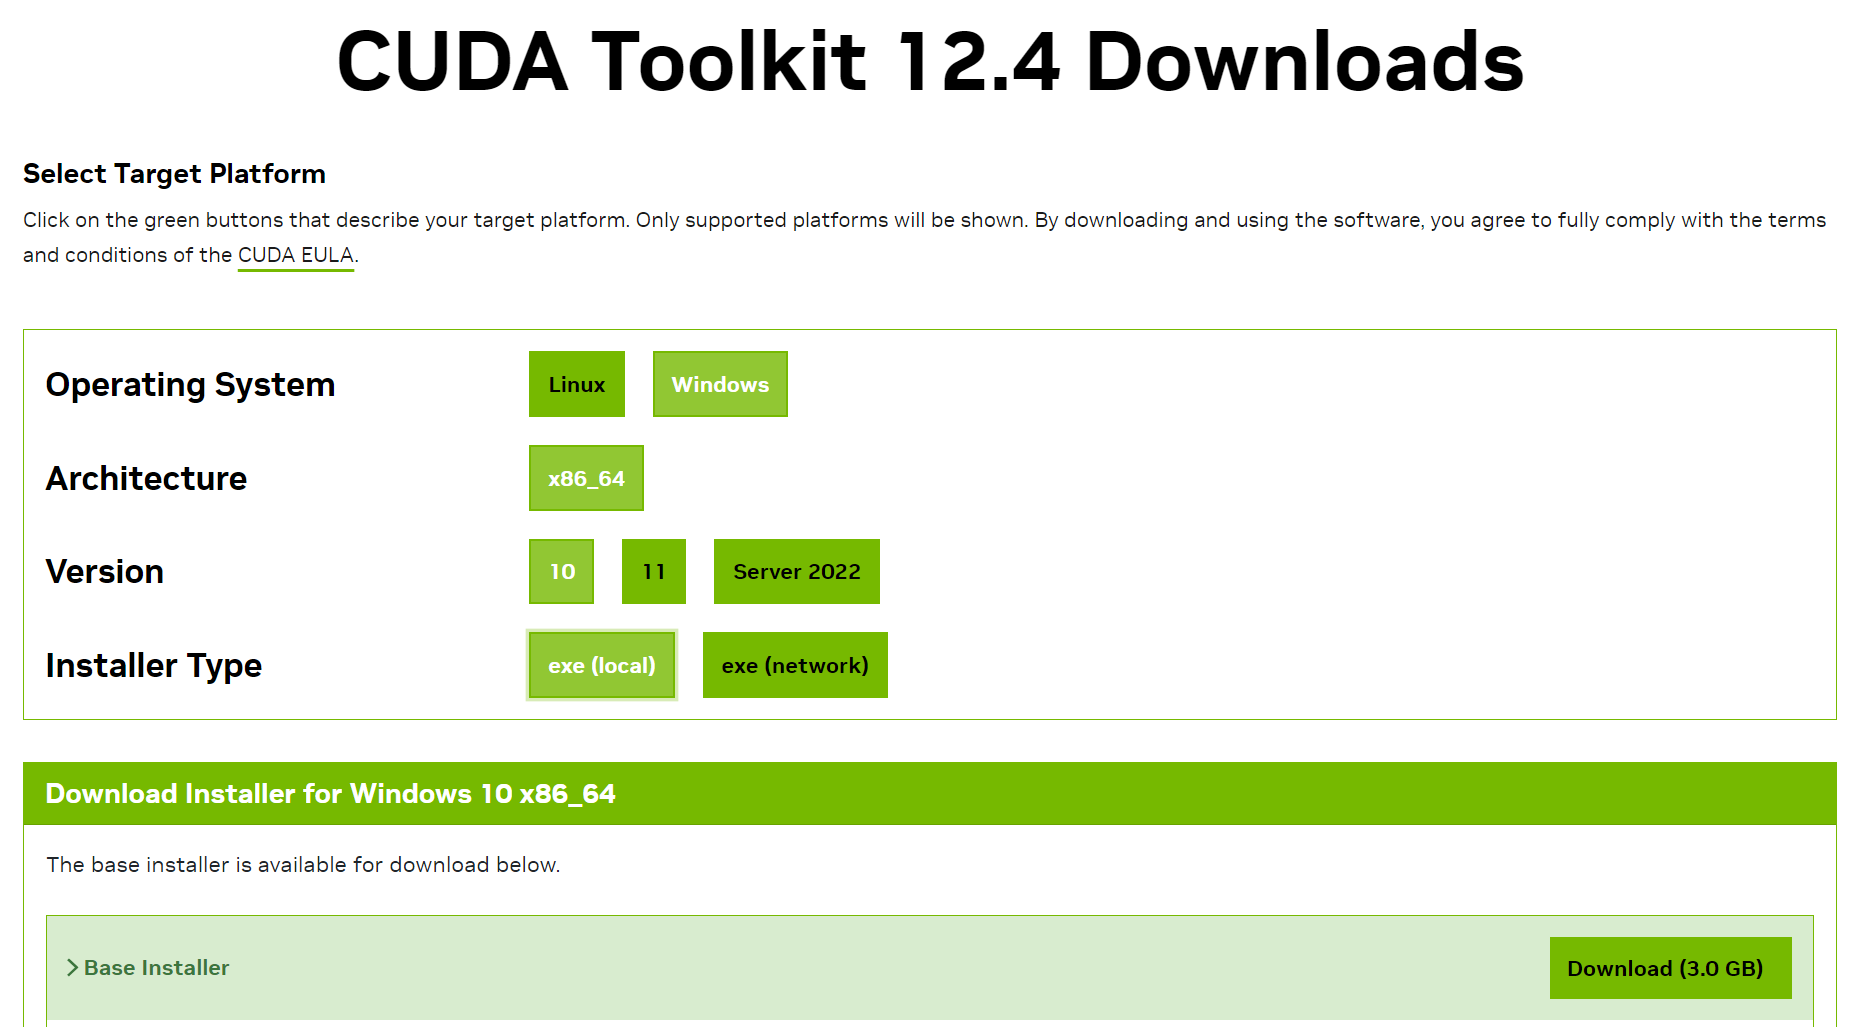 CUDA Toolkit 12.4 Downloads
Select Target Platform
Click on the green buttons that describe your target platform. Only supported platforms will be shown. By downloading and using the software, you agree to fully comply with the terms
and conditions of the CUDA EULA.
Operating System Linux Windows
Architecture x86_64
Version 10 11 Server 2022
Installer Type exe (local) exe (network)
Download Installer for Windows 10 x86_64
The base installer is available for download below.
Base Installer Download (3.0 GB)